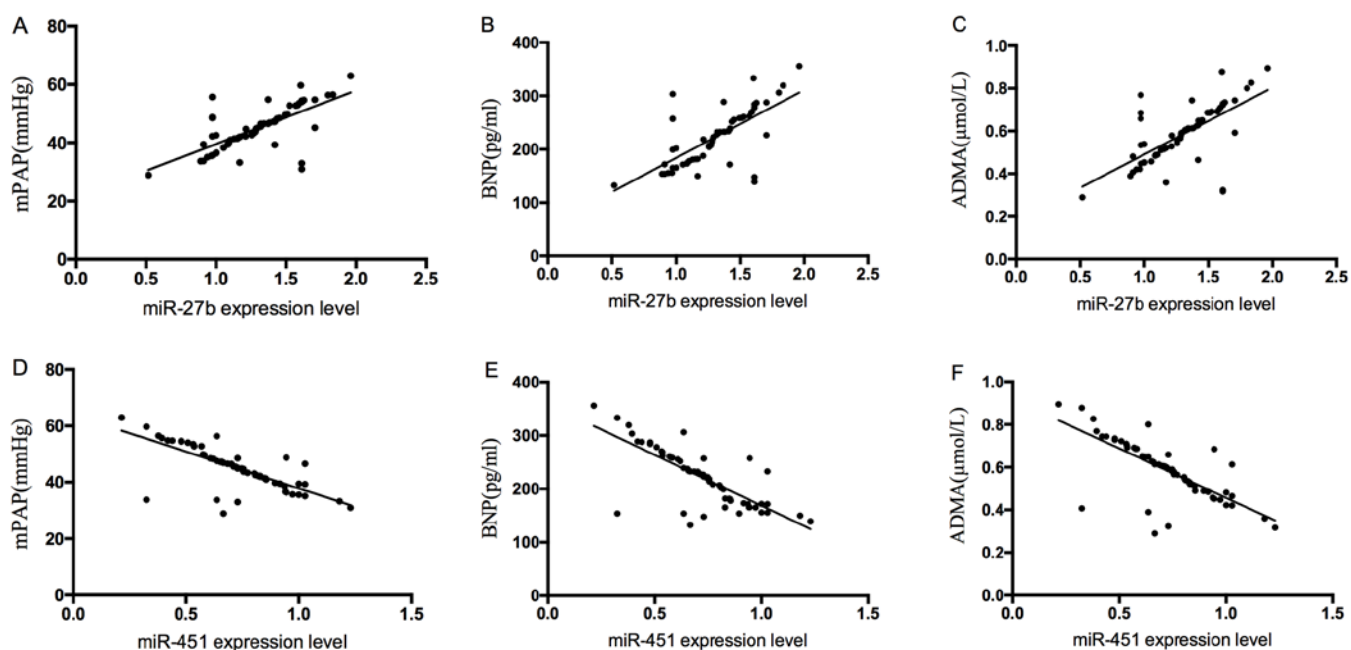 A
mPAP(mmHg)
80
60
40
20
0
0.0 0.5 1.0 1.5 2.0 2.5
miR-27b expression level
B
BNP(pg/ml)
400
300
200
100
0
0.0 0.5 1.0 1.5 2.0 2.5
miR-27b expression level
C
ADMA(μmol/L)
1.0
0.8
0.6
0.4
0.2
0.0
0.0 0.5 1.0 1.5 2.0 2.5
miR-27b expression level
D
mPAP(mmHg)
80
60
40
20
0
0.0 0.5 1.0 1.5
miR-451 expression level
E
BNP(pg/ml)
400
300
200
100
0
0.0 0.5 1.0 1.5
miR-451 expression level
F
ADMA(μmol/L)
1.0
0.8
0.6
0.4
0.2
0.0
0.0 0.5 1.0 1.5
miR-451 expression level